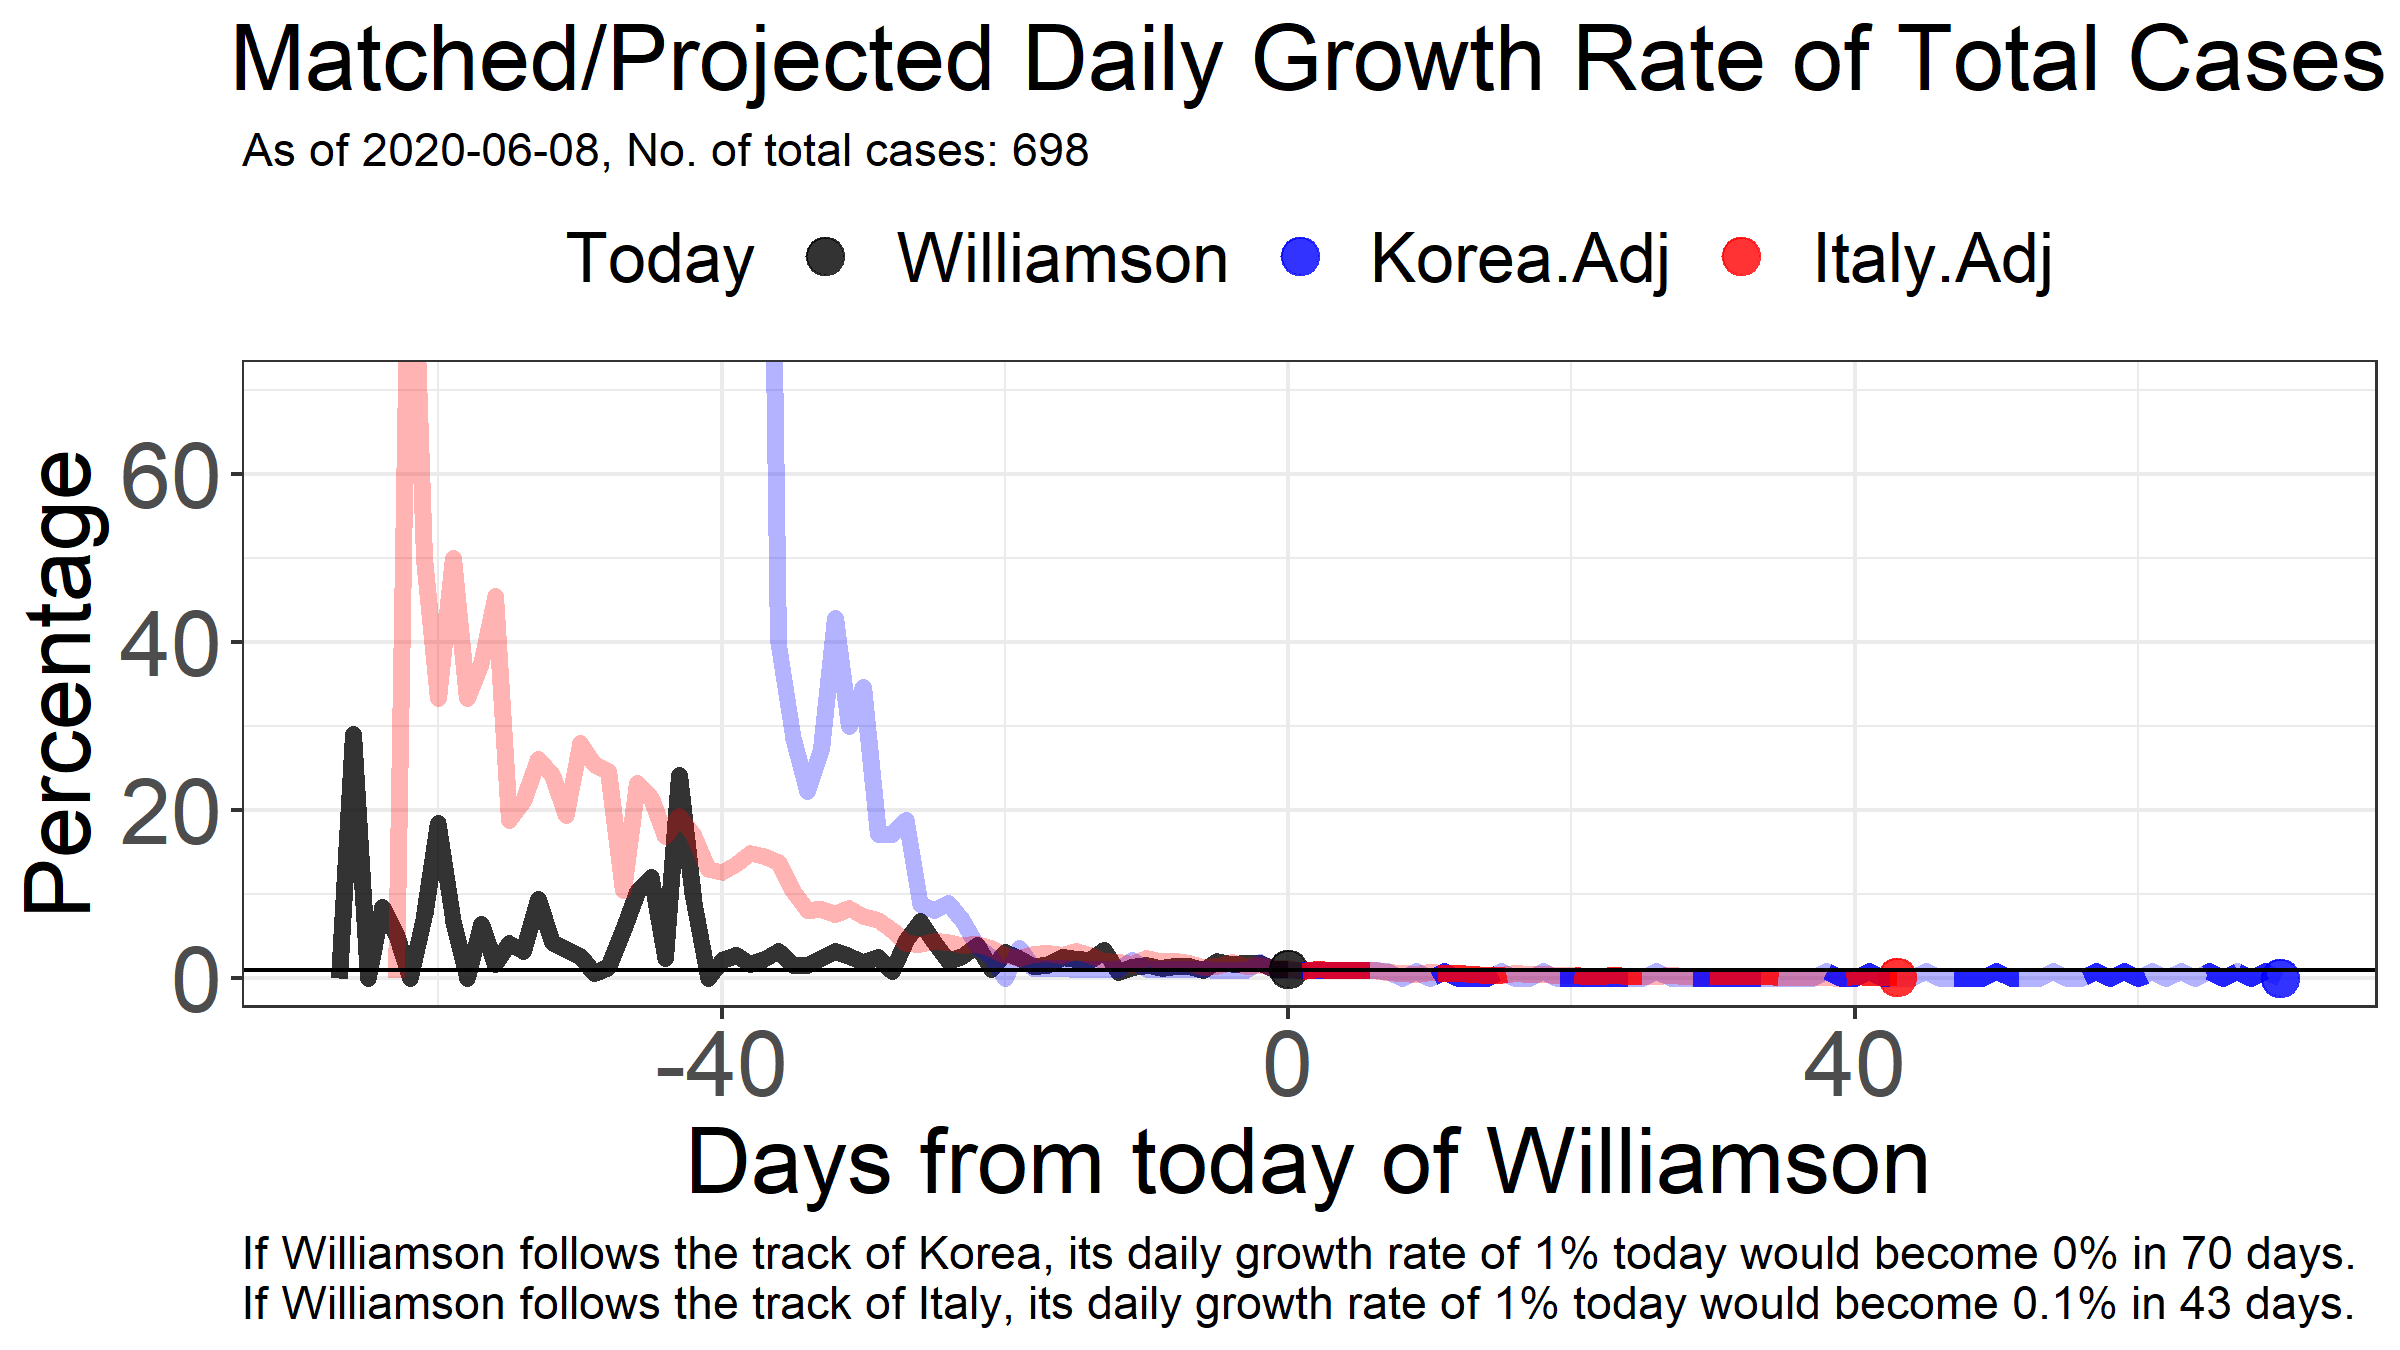 Matched/Projected Daily Growth Rate of Total Cases
As of 2020-06-08, No. of total cases: 698
Today Williamson Korea.Adj Italy.Adj
Percentage
60
40
20
0
-40 0 40
Days from today of Williamson
If Williamson follows the track of Korea, its daily growth rate of 1% today would become 0% in 70 days.
If Williamson follows the track of Italy, its daily growth rate of 1% today would become 0.1% in 43 days.